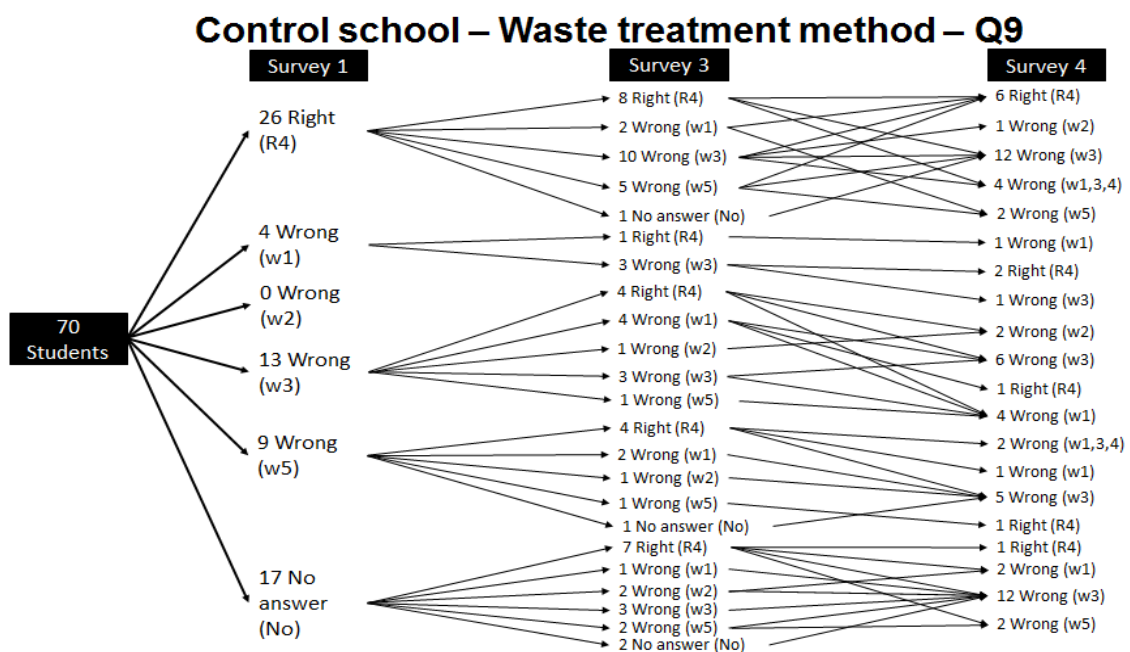 Control school – Waste treatment method – Q9
Survey 1
Survey 3
Survey 4
70
Students
26 Right
(R4)
4 Wrong
(w1)
0 Wrong
(w2)
13 Wrong
(w3)
9 Wrong
(w5)
17 No
answer
(No)
8 Right (R4)
2 Wrong (w1)
10 Wrong (w3)
5 Wrong (w5)
1 No answer (No)
1 Right (R4)
3 Wrong (w3)
4 Right (R4)
4 Wrong (w1)
1 Wrong (w2)
3 Wrong (w3)
1 Wrong (w5)
4 Right (R4)
2 Wrong (w1)
1 Wrong (w2)
1 Wrong (w5)
1 No answer (No)
7 Right (R4)
1 Wrong (w1)
2 Wrong (w2)
3 Wrong (w3)
2 Wrong (w5)
2 No answer (No)
6 Right (R4)
1 Wrong (w2)
12 Wrong (w3)
4 Wrong (w1,3,4)
2 Wrong (w5)
1 Wrong (w1)
2 Right (R4)
1 Wrong (w3)
2 Wrong (w2)
6 Wrong (w3)
1 Right (R4)
4 Wrong (w1)
2 Wrong (w1,3,4)
1 Wrong (w1)
5 Wrong (w3)
1 Right (R4)
1 Right (R4)
2 Wrong (w1)
12 Wrong (w3)
2 Wrong (w5)